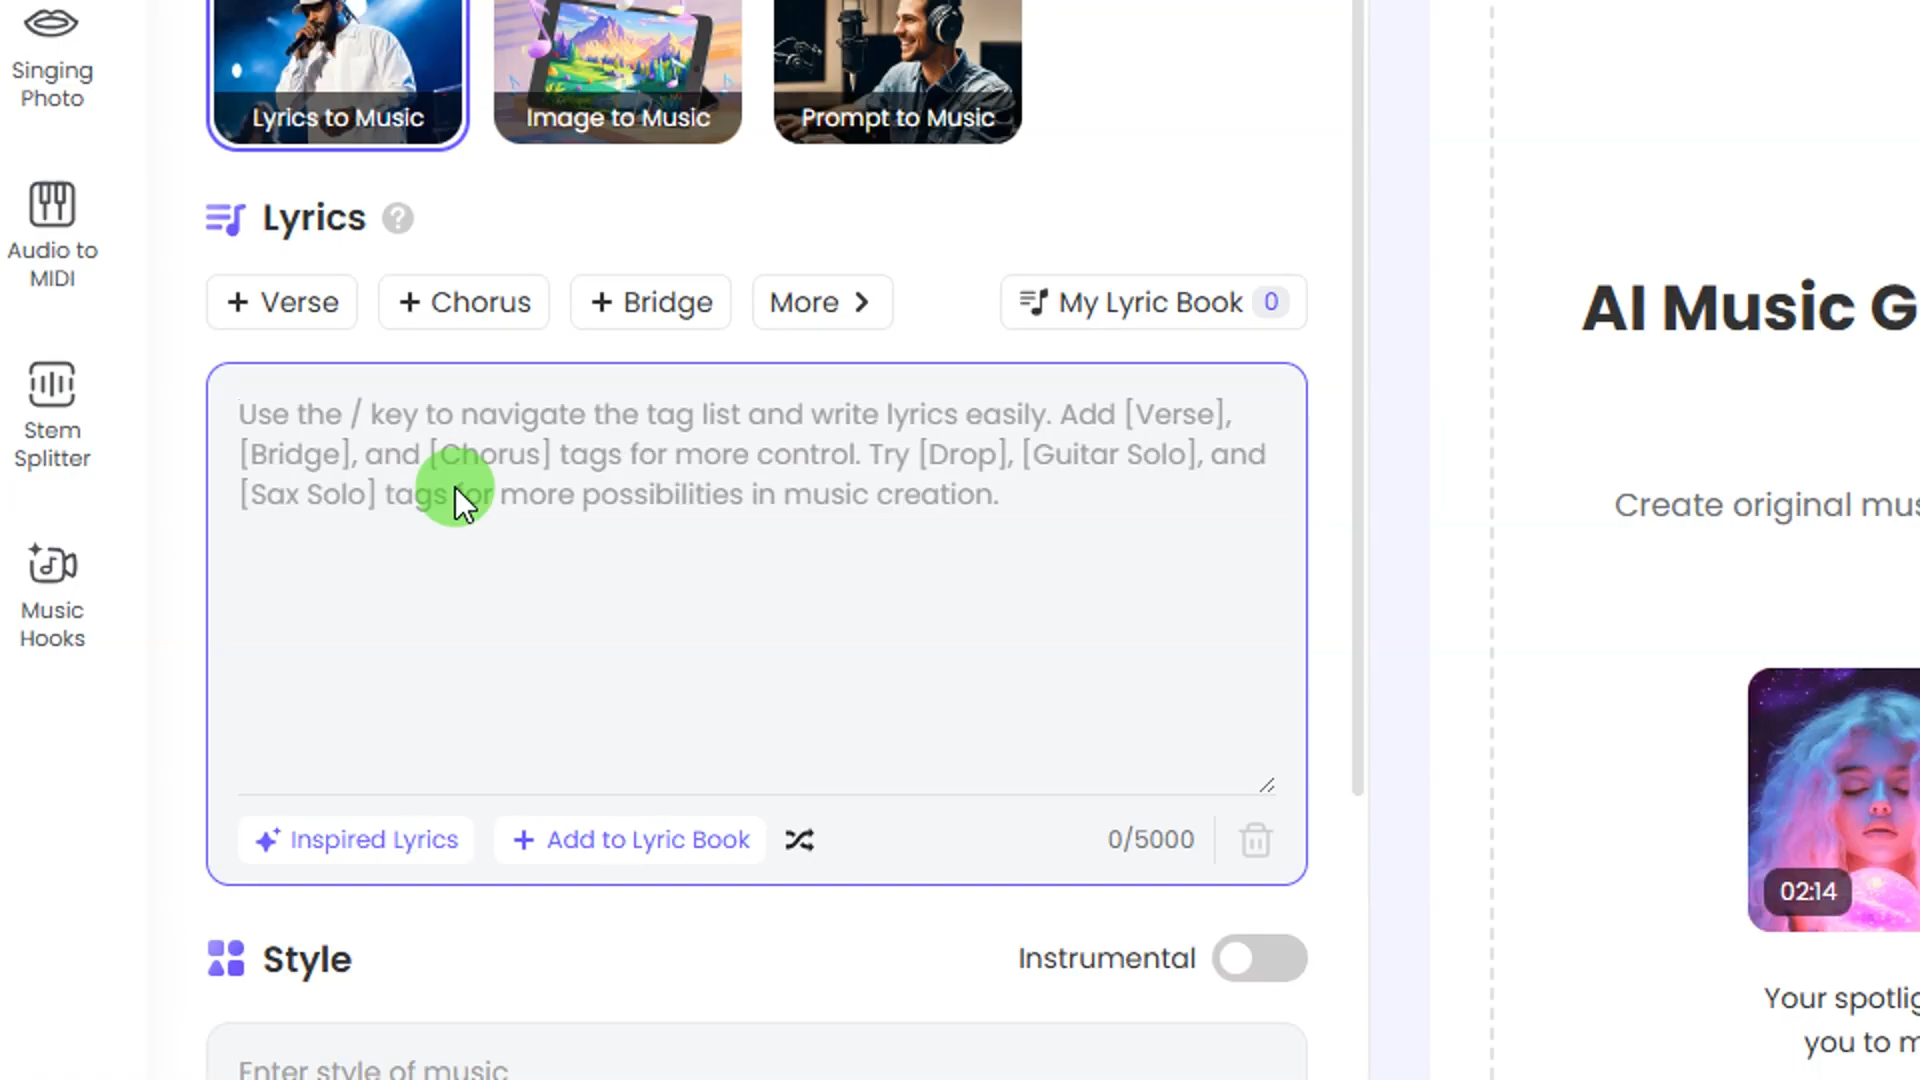 Singing
Photo
Lyrics to Music
Image to Music
Prompt to Music
Audio to
MIDI
Stem
Splitter
Music
Hooks
Lyrics ?
+ Verse
+ Chorus
+ Bridge
More >
My Lyric Book 0
Use the / key to navigate the tag list and write lyrics easily. Add [Verse],
[Bridge], and [Chorus] tags for more control. Try [Drop], [Guitar Solo], and
[Sax Solo] tags for more possibilities in music creation.
Inspired Lyrics
+ Add to Lyric Book
0/5000
Style
Instrumental
Enter style of music
AI Music G
Create original mus
02:14
Your spotlig
you to m